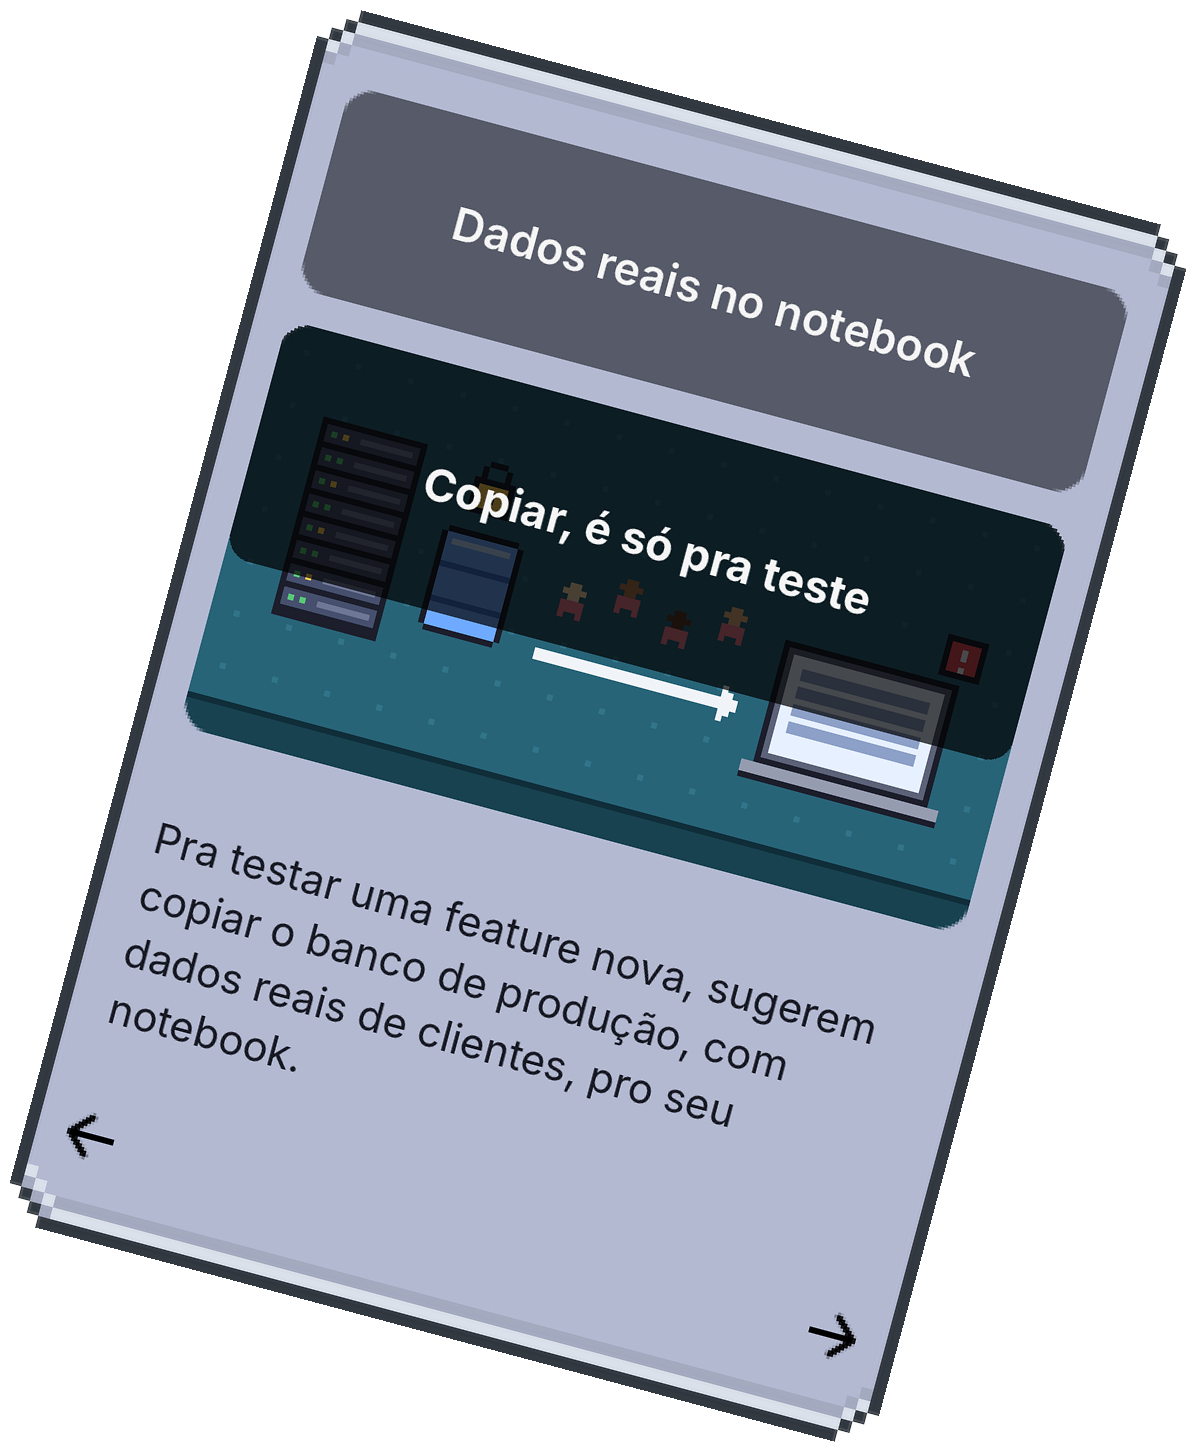 Dados reais no notebook
Copiar, é só pra teste
Pra testar uma feature nova, sugerem
copiar o banco de produção, com
dados reais de clientes, pro seu
notebook.